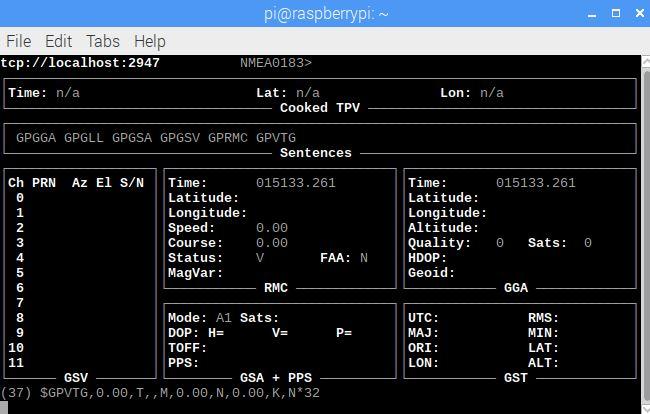 pi@raspberrypi: ~
File Edit Tabs Help
tcp://localhost:2947 NMEA0183>
Time: n/a Lat: n/a Lon: n/a
Cooked TPV
GPGGA GPGLL GPGSA GPGSV GPRMC GPVTG
Sentences
Ch PRN Az El S/N
0
1
2
3
4
5
6
7
8
9
10
11
GSV
Time: 015133.261
Latitude:
Longitude:
Speed: 0.00
Course: 0.00
Status: V FAA: N
MagVar:
RMC
Time: 015133.261
Latitude:
Longitude:
Altitude:
Quality: 0 Sats: 0
HDOP:
Geoid:
GGA
Mode: A1 Sats:
DOP: H= V= P=
TOFF:
PPS:
GSA + PPS
UTC: RMS:
MAJ: MIN:
ORI: LAT:
LON: ALT:
GST
(37) $GPVTG,0.00,T,,M,0.00,N,0.00,K,N*32